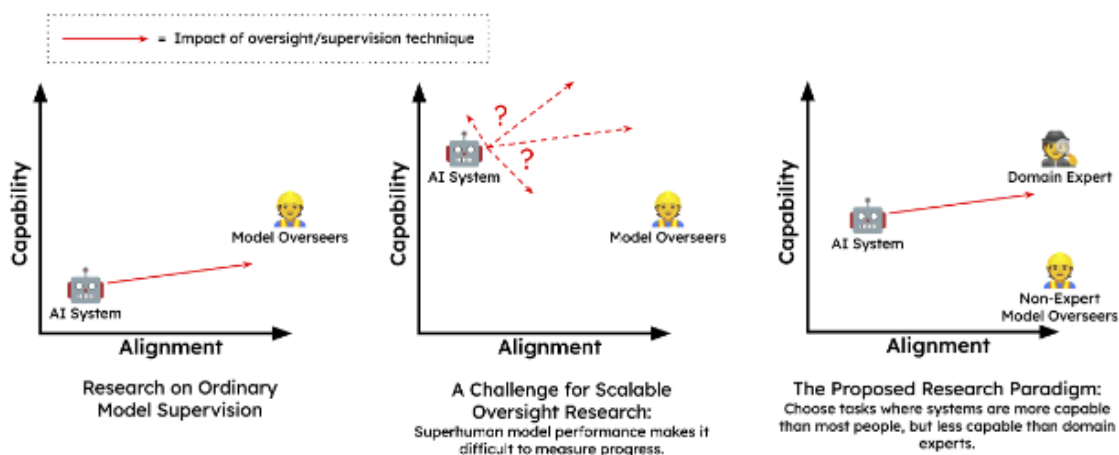 = Impact of oversight/supervision technique
Capability
AI System
Model Overseers
Alignment
Research on Ordinary
Model Supervision
Capability
AI System
?
?
Model Overseers
Alignment
A Challenge for Scalable
Oversight Research:
Superhuman model performance makes it
difficult to measure progress.
Capability
AI System
Domain Expert
Non-Expert
Model Overseers
Alignment
The Proposed Research Paradigm:
Choose tasks where systems are more capable
than most people, but less capable than domain
experts.